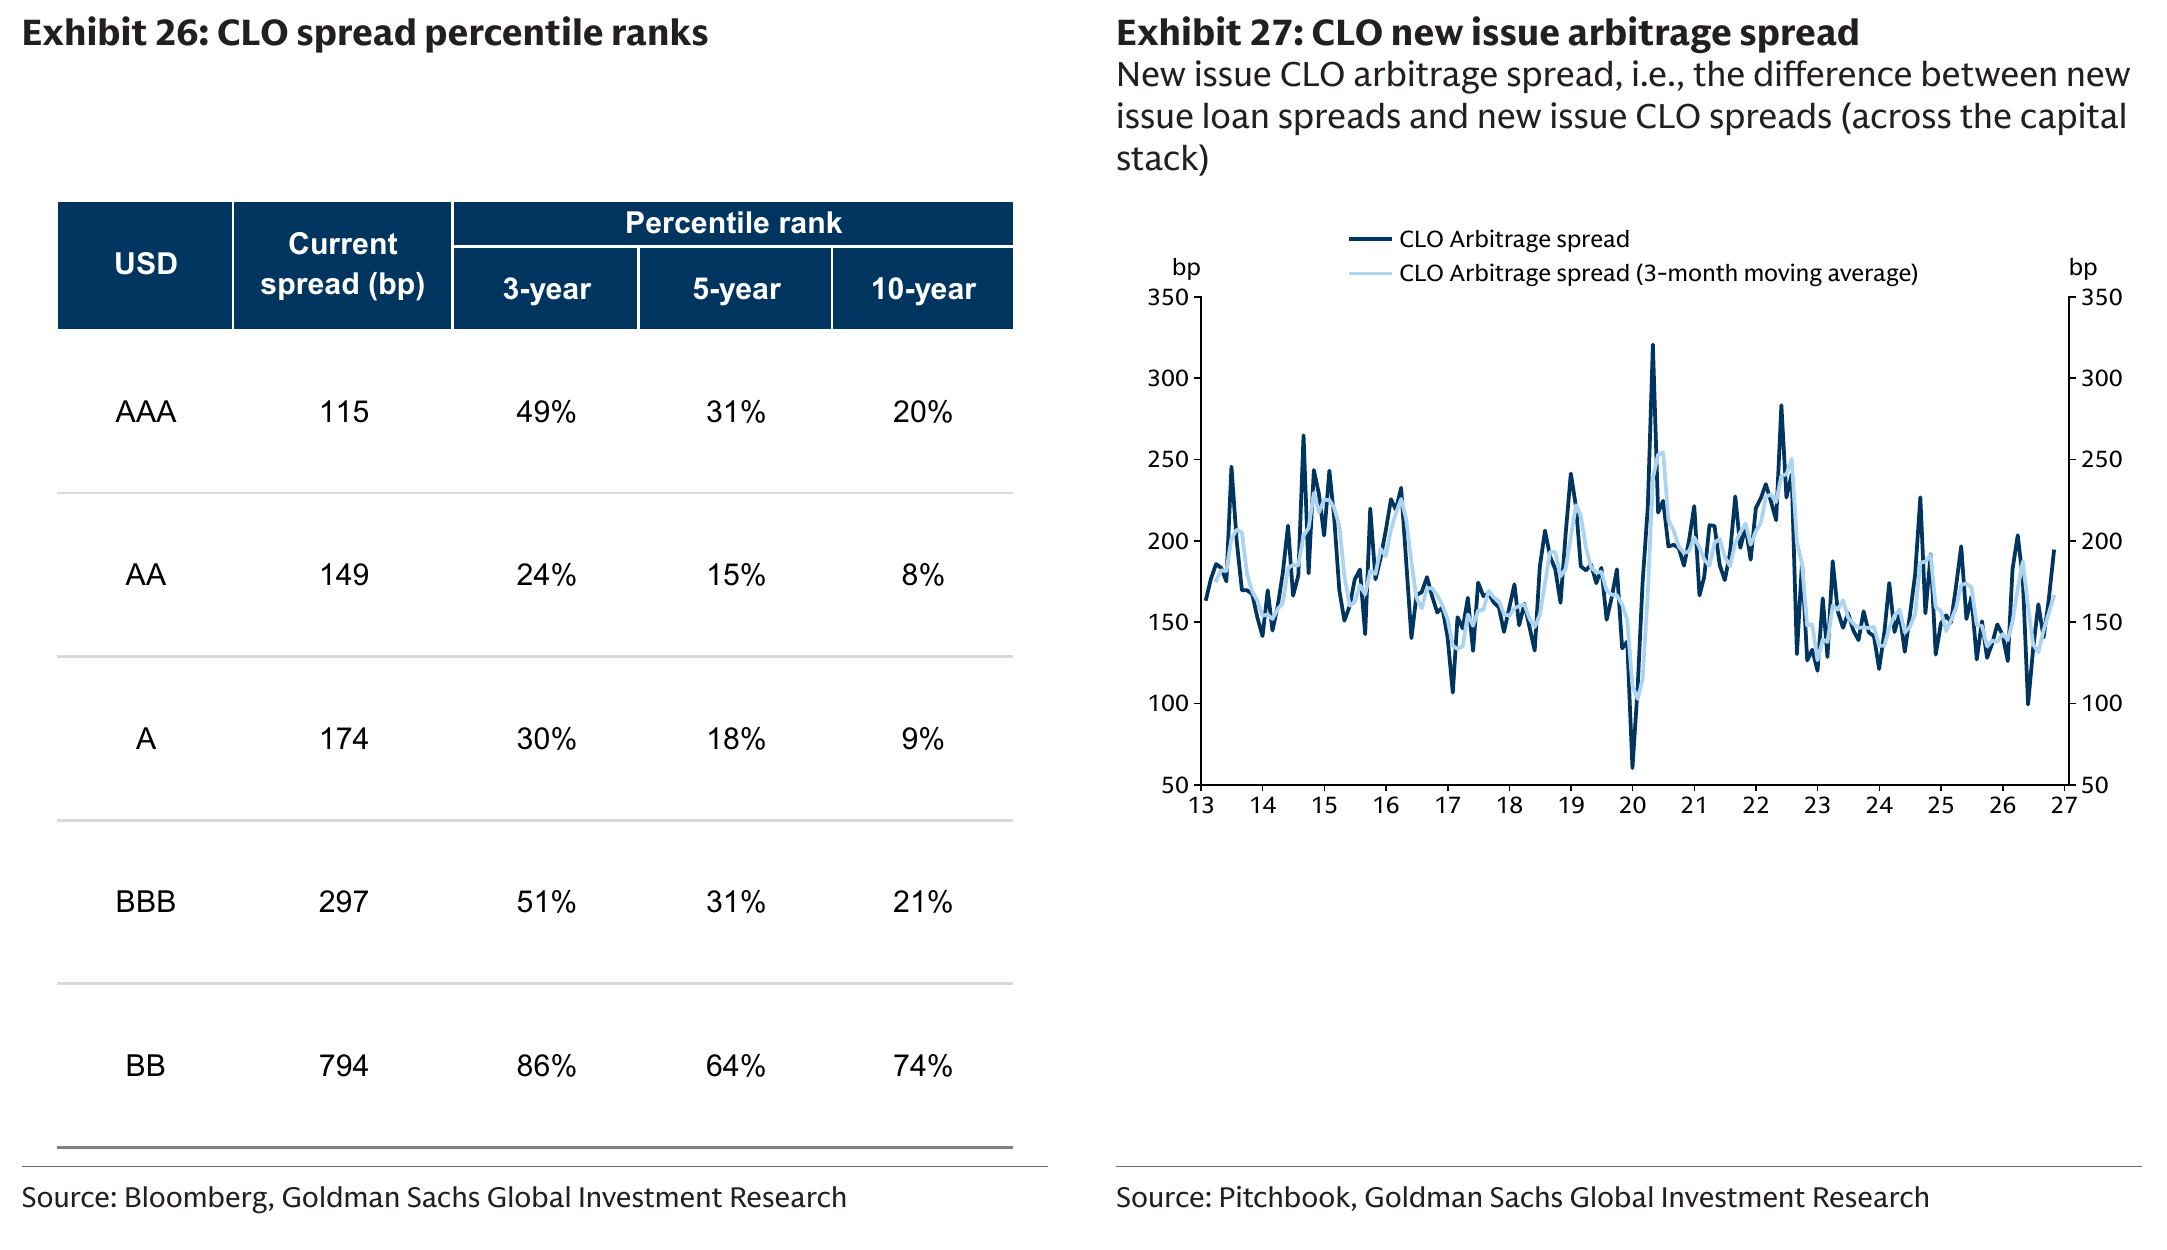 Exhibit 26: CLO spread percentile ranks
USD
Current
spread (bp)
Percentile rank
3-year 5-year 10-year
AAA 115 49% 31% 20%
AA 149 24% 15% 8%
A 174 30% 18% 9%
BBB 297 51% 31% 21%
BB 794 86% 64% 74%
Source: Bloomberg, Goldman Sachs Global Investment Research
Exhibit 27: CLO new issue arbitrage spread
New issue CLO arbitrage spread, i.e., the difference between new
issue loan spreads and new issue CLO spreads (across the capital
stack)
CLO Arbitrage spread
CLO Arbitrage spread (3-month moving average)
bp bp
350 350
300 300
250 250
200 200
150 150
100 100
50 50
13 14 15 16 17 18 19 20 21 22 23 24 25 26 27
Source: Pitchbook, Goldman Sachs Global Investment Research